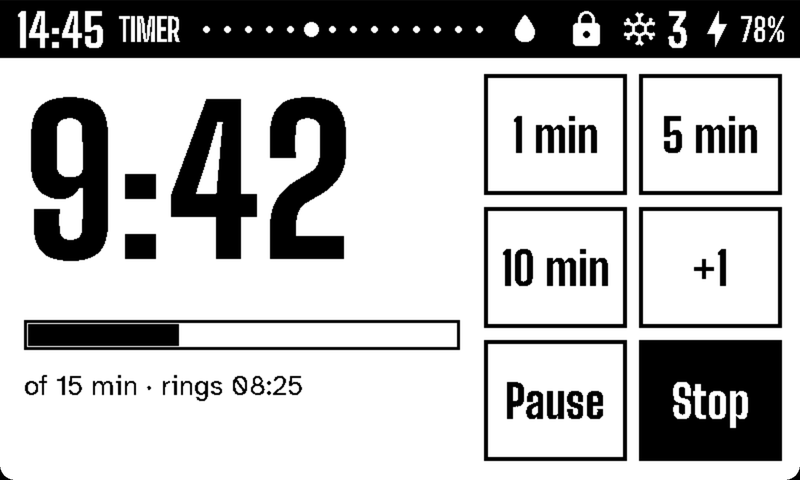 14:45 TIMER 3 78%
9:42
of 15 min · rings 08:25
1 min 5 min
10 min +1
Pause Stop